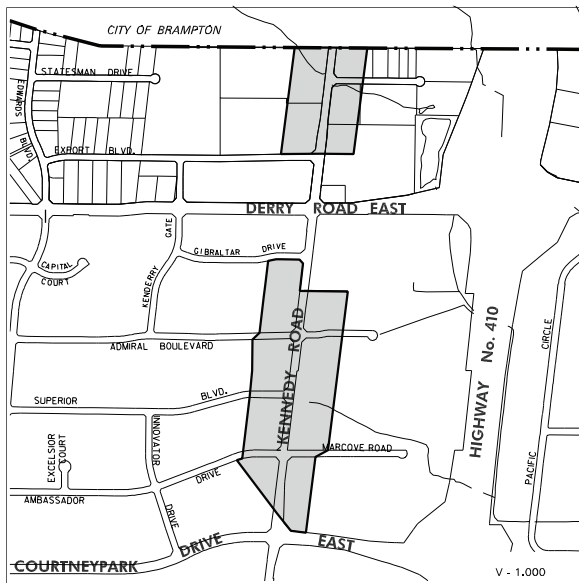 CITY OF BRAMPTON
STATESMAN DRIVE
EDWARDS
BLVD.
EXPORT BLVD.
DERRY ROAD EAST
GATE
GIBRALTAR DRIVE
CAPITAL
COURT
KENDERRY
KENNEDY ROAD
HIGHWAY No. 410
CIRCLE
ADMIRAL BOULEVARD
SUPERIOR BLVD.
EXCELSIOR
COURT
INNOVATOR
MARCOVE ROAD
PACIFIC
AMBASSADOR DRIVE
DRIVE
COURTNEYPARK DRIVE EAST
V - 1.000